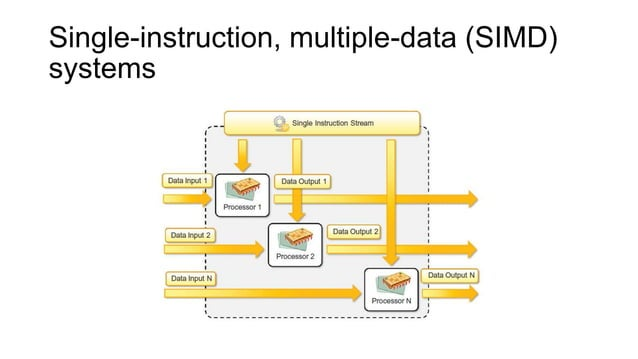 Single-instruction, multiple-data (SIMD)
systems
Single Instruction Stream
Data Input 1
Data Output 1
Processor 1
Data Input 2
Data Output 2
Processor 2
Data Input N
Data Output N
Processor N